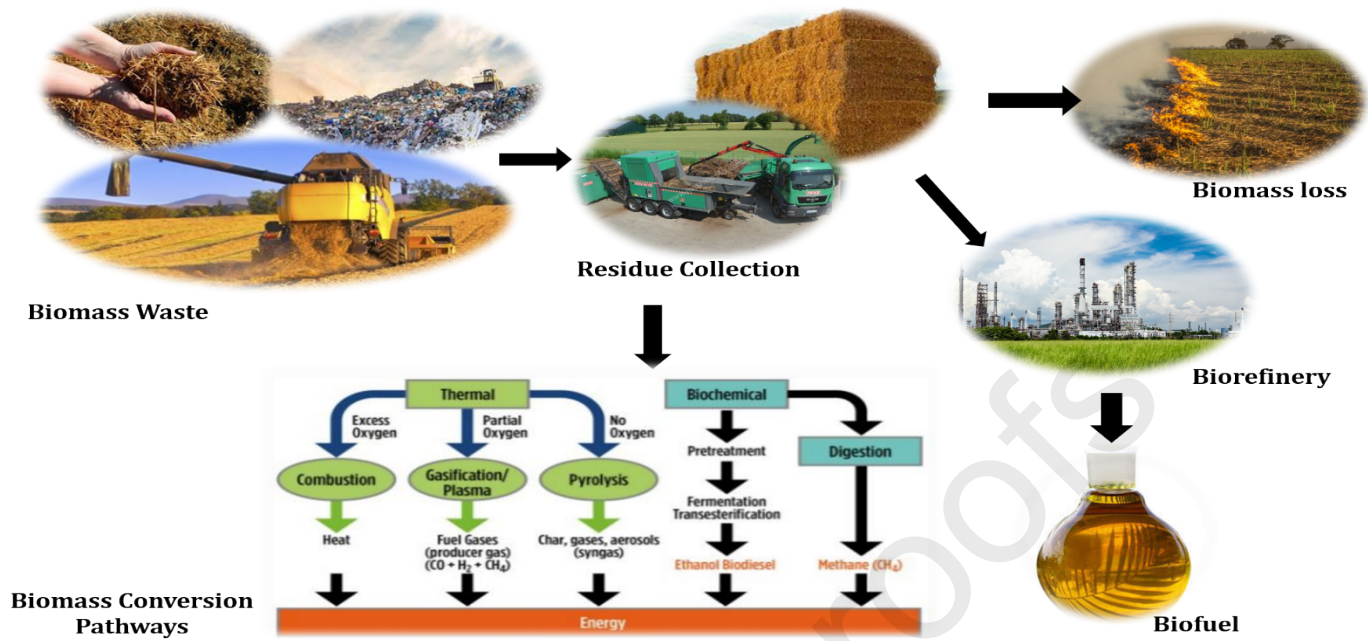 Biomass loss
Residue Collection
Biomass Waste
Biorefinery
Thermal
Biochemical
Excess
Oxygen
Partial
Oxygen
No
Oxygen
Combustion
Gasification/
Plasma
Pyrolysis
Pretreatment
Digestion
Fermentation
Transesterification
Heat
Fuel Gases
(producer gas)
(CO + H₂ + CH₄)
Char, gases, aerosols
(syngas)
Ethanol Biodiesel
Methane (CH₄)
Biomass Conversion
Pathways
Energy
Biofuel
roofs